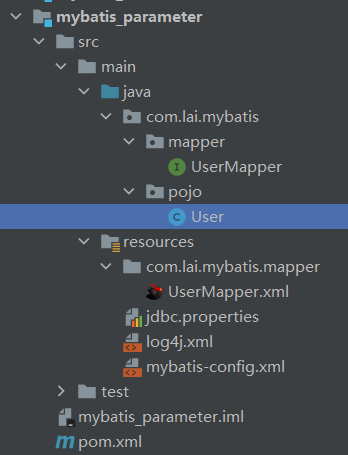 mybatis_parameter
src
main
java
com.lai.mybatis
mapper
UserMapper
pojo
User
resources
com.lai.mybatis.mapper
UserMapper.xml
jdbc.properties
log4j.xml
mybatis-config.xml
test
mybatis_parameter.iml
pom.xml